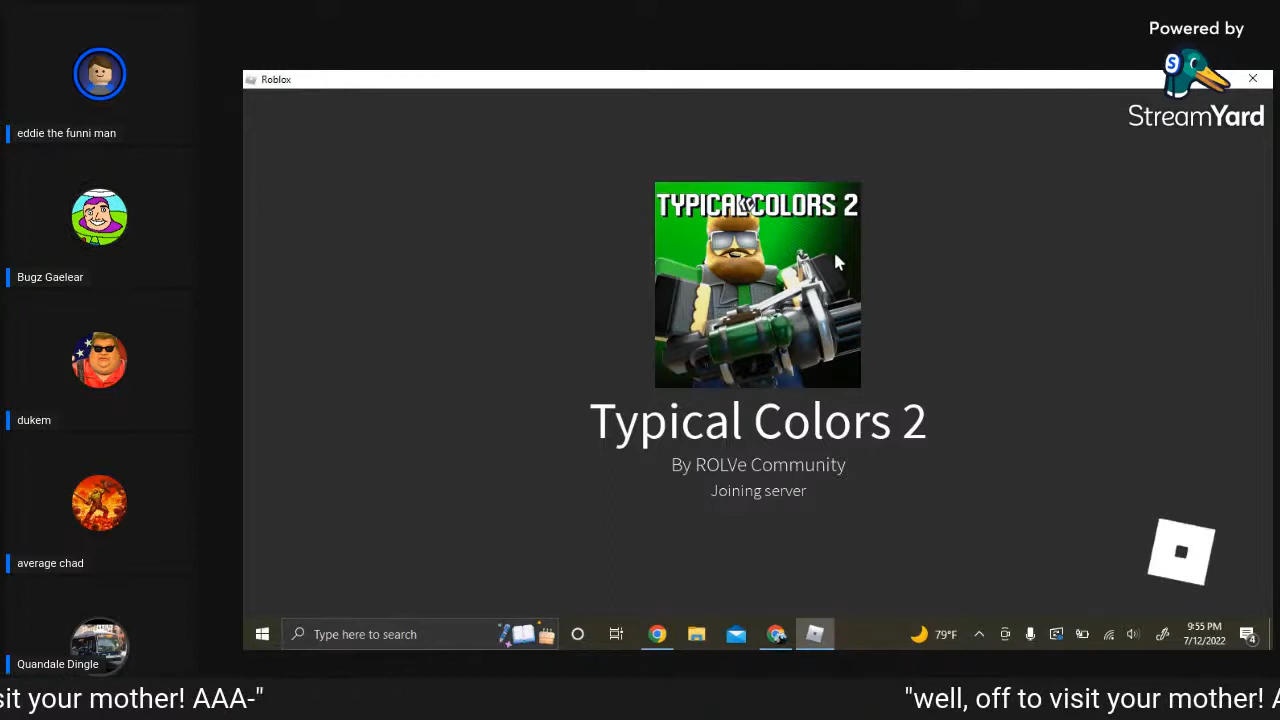 Powered by
StreamYard
Roblox
eddie the funni man
Bugz Gaelear
dukem
average chad
Quandale Dingle
TYPICAL COLORS 2
Typical Colors 2
By ROLVe Community
Joining server
Type here to search
79°F
9:55 PM
7/12/2022
4
sit your mother! AAA-"
"well, off to visit your mother! A